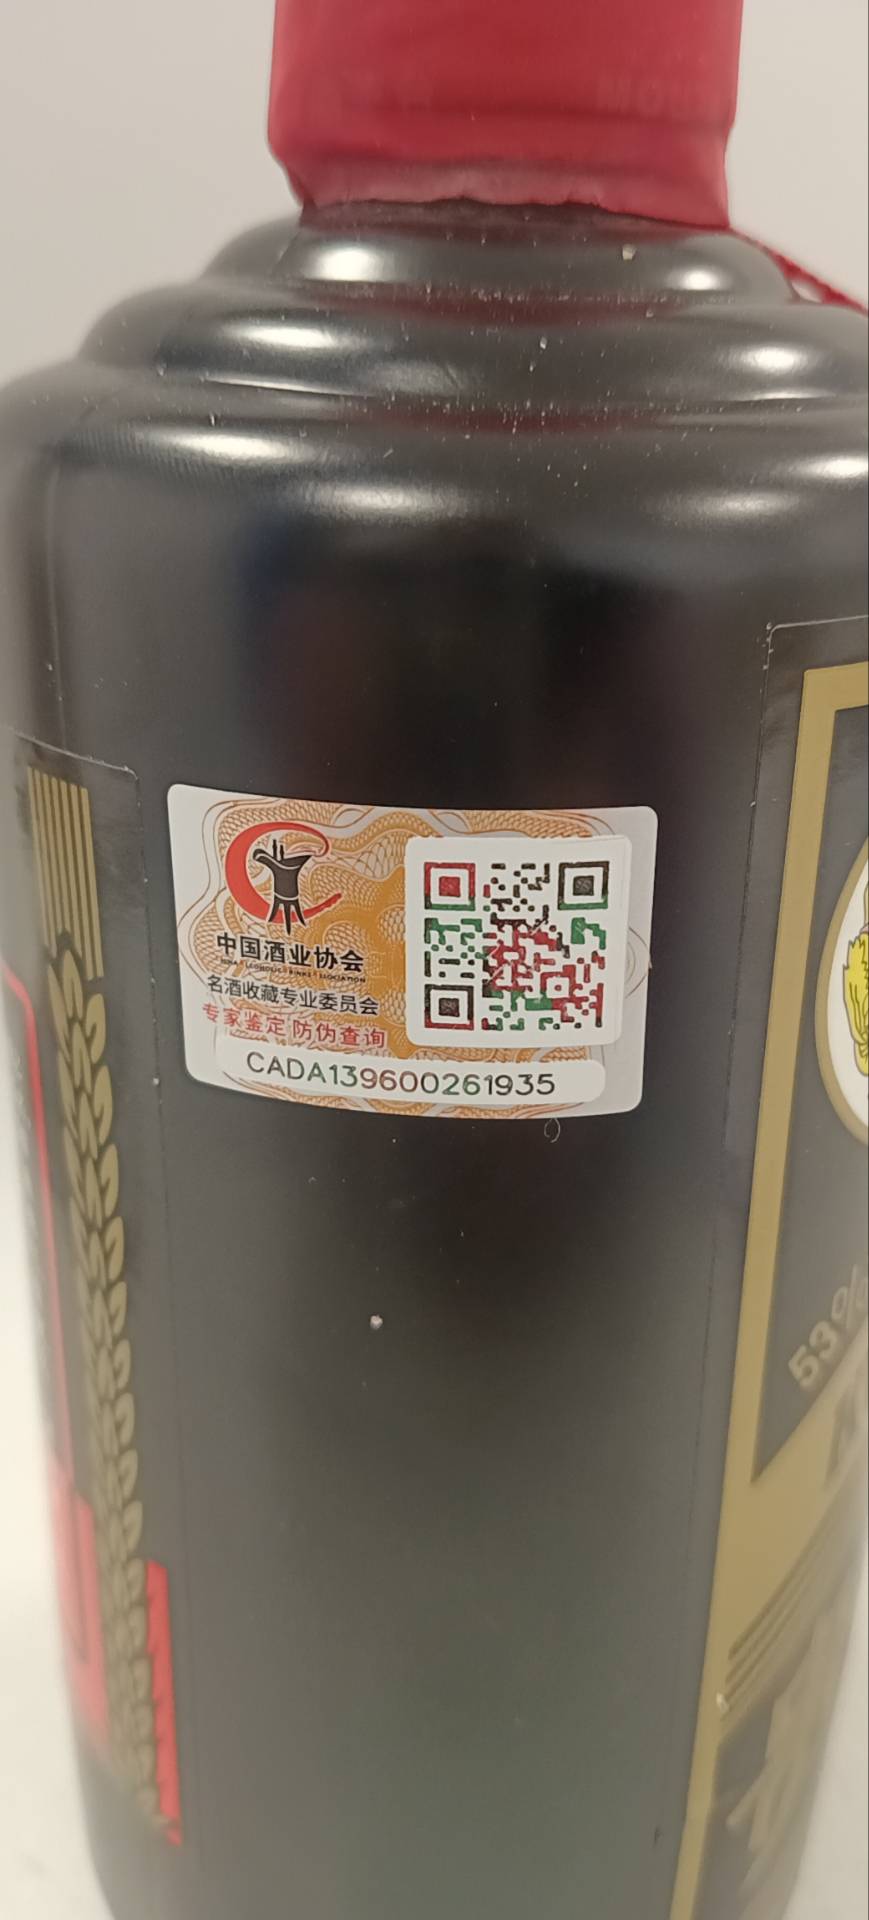 中国酒业协会
名酒收藏专业委员会
专家鉴定 防伪查询
CADA139600261935
53%